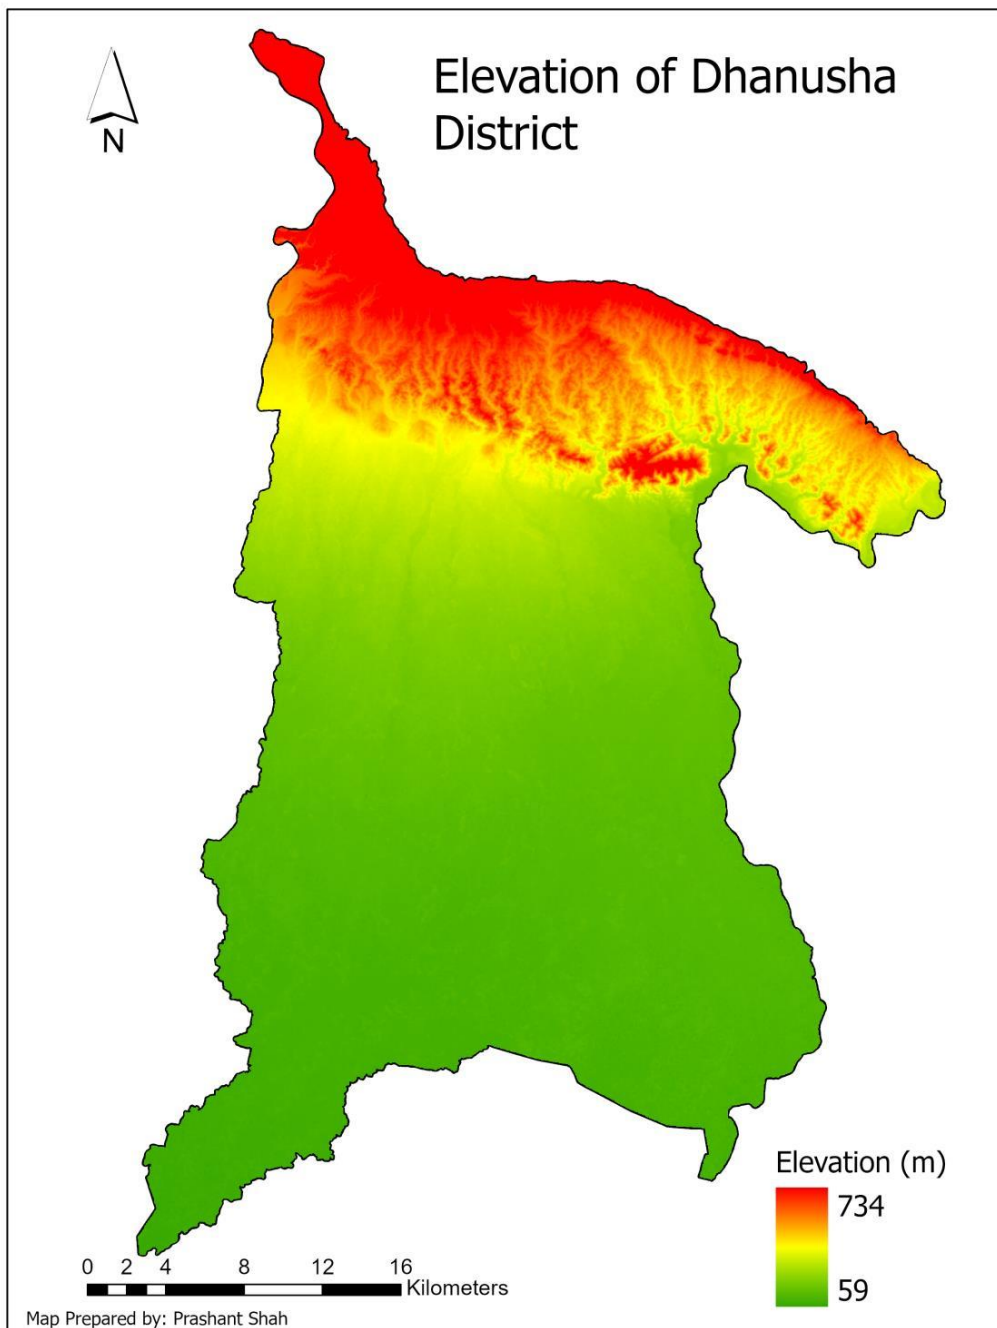 Elevation of Dhanusha
District
N
Elevation (m)
734
59
0 2 4 8 12 16
Kilometers
Map Prepared by: Prashant Shah